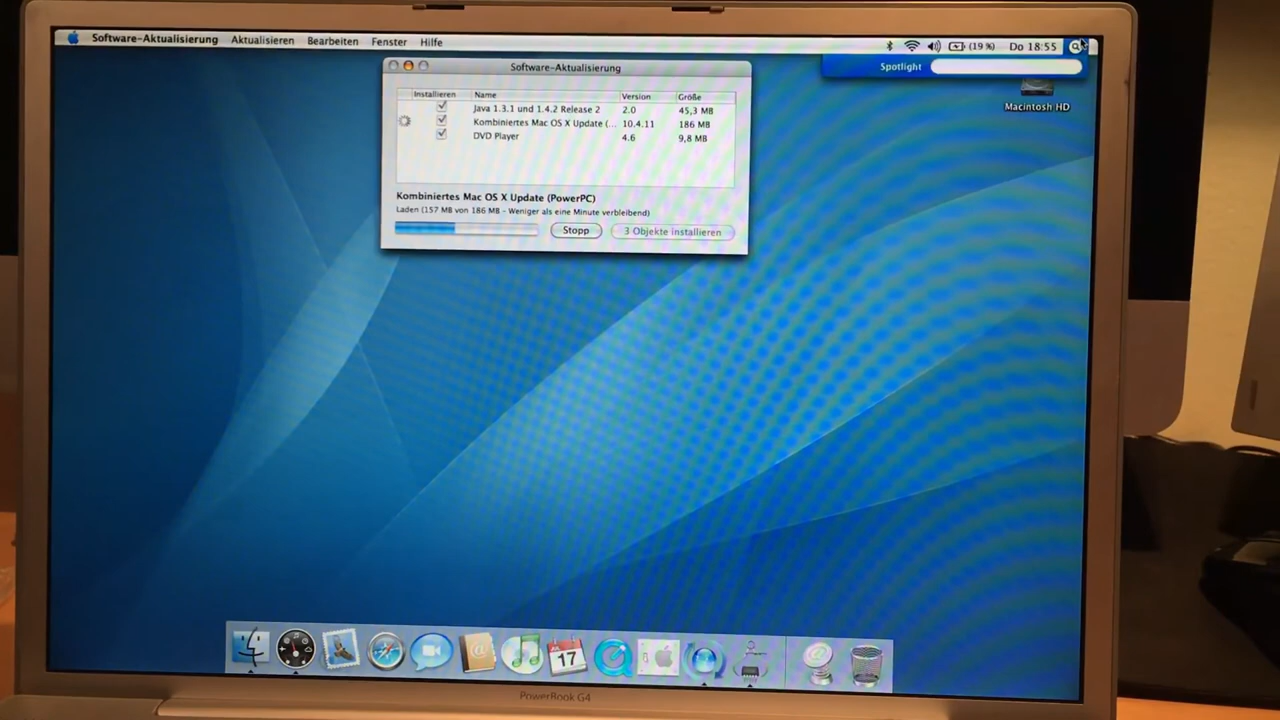 Software-Aktualisierung Aktualisieren Bearbeiten Fenster Hilfe (19 %) Do 18:55
Spotlight
Software-Aktualisierung
Macintosh HD
Installieren Name Version Größe
Java 1.3.1 und 1.4.2 Release 2 2.0 45,3 MB
Kombiniertes Mac OS X Update (... 10.4.11 186 MB
DVD Player 4.6 9,8 MB
Kombiniertes Mac OS X Update (PowerPC)
Laden (157 MB von 186 MB - Weniger als eine Minute verbleibend)
Stopp 3 Objekte installieren
17
PowerBook G4